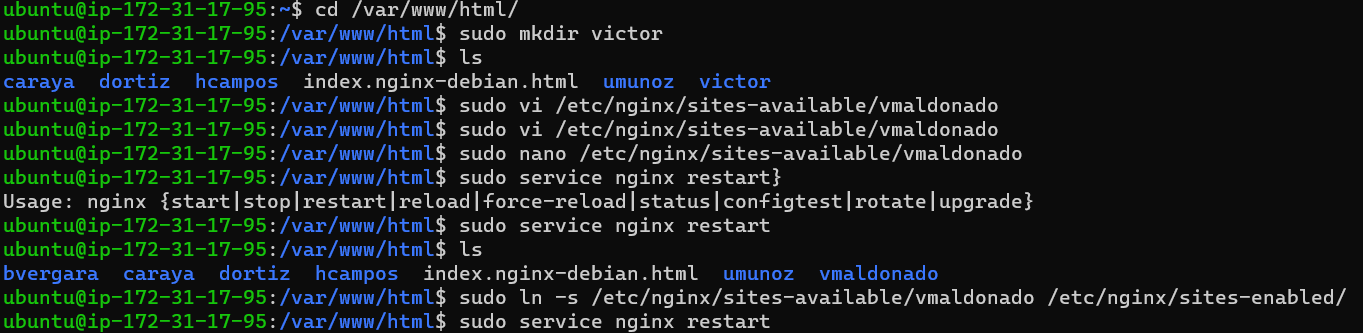 ubuntu@ip-172-31-17-95:~$ cd /var/www/html/
ubuntu@ip-172-31-17-95:/var/www/html$ sudo mkdir victor
ubuntu@ip-172-31-17-95:/var/www/html$ ls
caraya  dortiz  hcampos  index.nginx-debian.html  umunoz  victor
ubuntu@ip-172-31-17-95:/var/www/html$ sudo vi /etc/nginx/sites-available/vmaldonado
ubuntu@ip-172-31-17-95:/var/www/html$ sudo vi /etc/nginx/sites-available/vmaldonado
ubuntu@ip-172-31-17-95:/var/www/html$ sudo nano /etc/nginx/sites-available/vmaldonado
ubuntu@ip-172-31-17-95:/var/www/html$ sudo service nginx restart}
Usage: nginx {start|stop|restart|reload|force-reload|status|configtest|rotate|upgrade}
ubuntu@ip-172-31-17-95:/var/www/html$ sudo service nginx restart
ubuntu@ip-172-31-17-95:/var/www/html$ ls
bvergara  caraya  dortiz  hcampos  index.nginx-debian.html  umunoz  vmaldonado
ubuntu@ip-172-31-17-95:/var/www/html$ sudo ln -s /etc/nginx/sites-available/vmaldonado /etc/nginx/sites-enabled/
ubuntu@ip-172-31-17-95:/var/www/html$ sudo service nginx restart